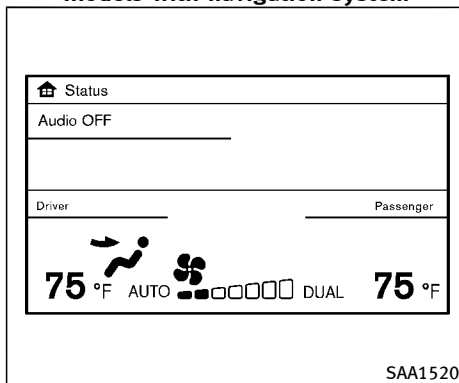 models with navigation system
Status
Audio OFF
Driver Passenger
75 °F AUTO DUAL 75 °F
SAA1520